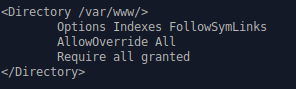 <Directory /var/www/>
        Options Indexes FollowSymLinks
        AllowOverride All
        Require all granted
</Directory>